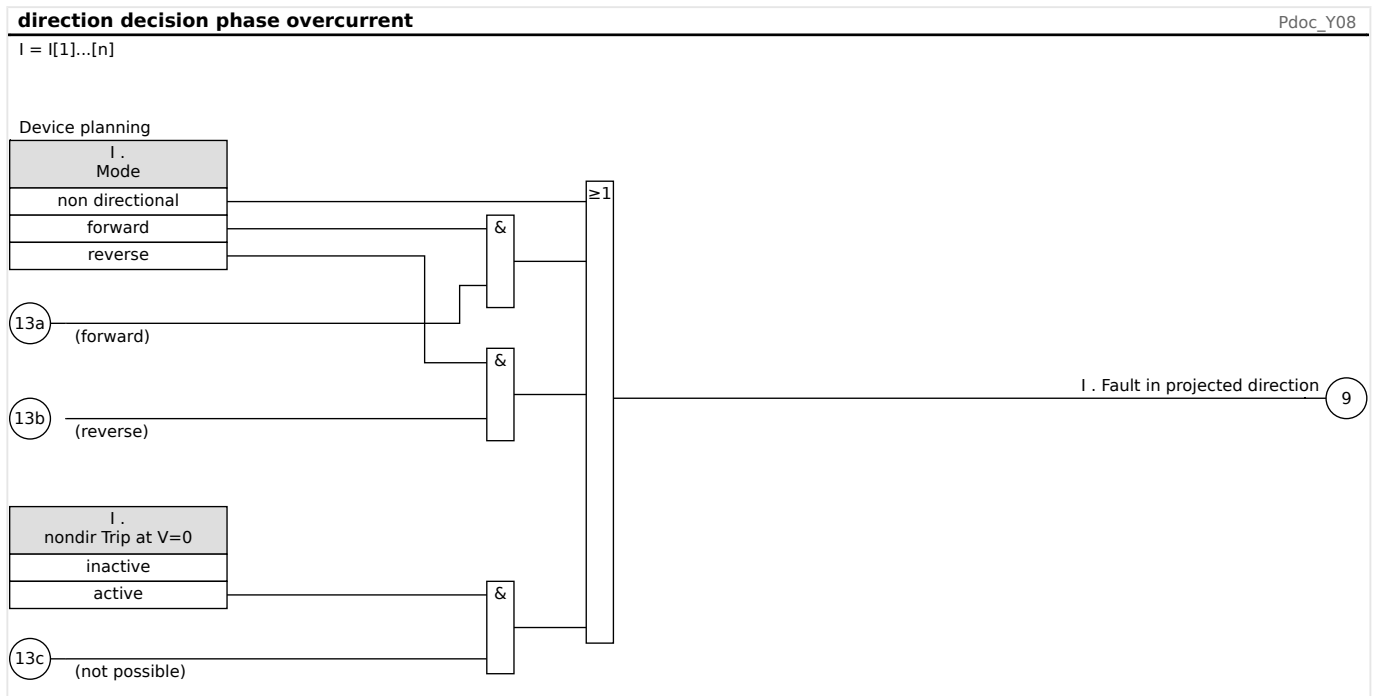 direction decision phase overcurrent
Pdoc_Y08
I = I[1]...[n]
Device planning
I .
Mode
non directional
forward
reverse
≥1
&
13a
(forward)
&
13b
(reverse)
I . Fault in projected direction
9
I .
nondir Trip at V=0
inactive
active
&
13c
(not possible)